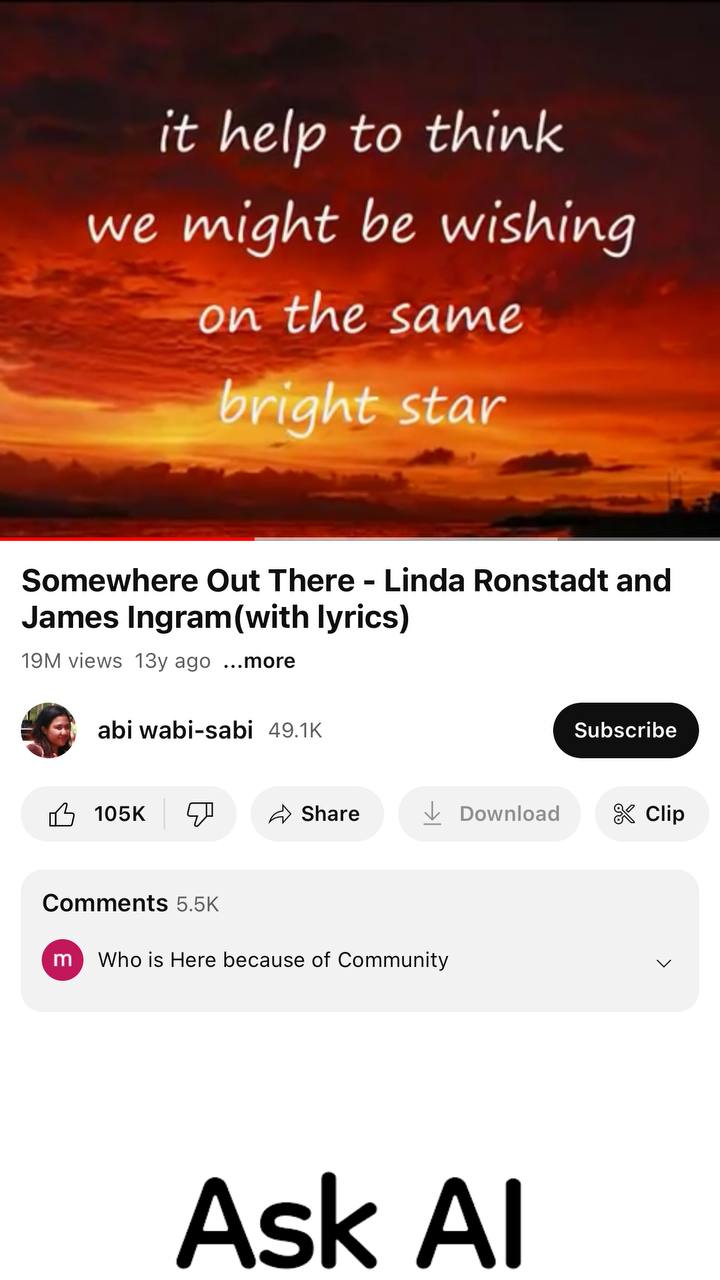 it help to think
we might be wishing
on the same
bright star
Somewhere Out There - Linda Ronstadt and
James Ingram(with lyrics)
19M views 13y ago ...more
abi wabi-sabi 49.1K Subscribe
105K Share Download Clip
Comments 5.5K
m Who is Here because of Community
Ask AI